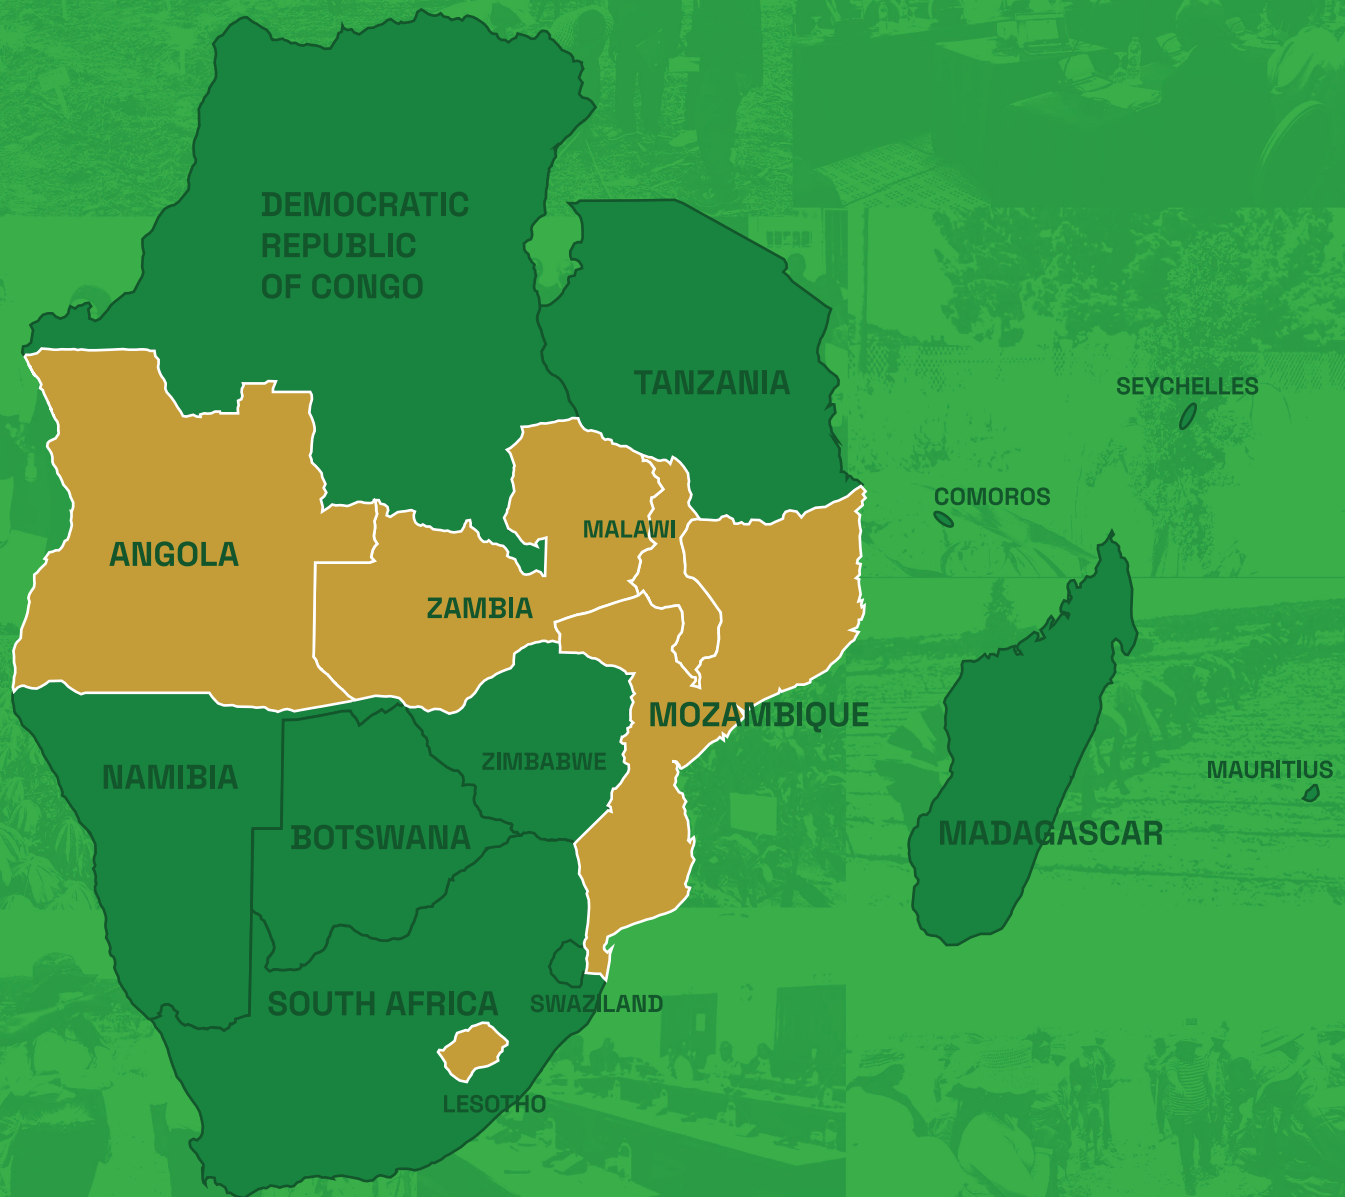 DEMOCRATIC
REPUBLIC
OF CONGO
TANZANIA
SEYCHELLES
COMOROS
MALAWI
ANGOLA
ZAMBIA
MOZAMBIQUE
ZIMBABWE
NAMIBIA
MAURITIUS
BOTSWANA
MADAGASCAR
SOUTH AFRICA
SWAZILAND
LESOTHO